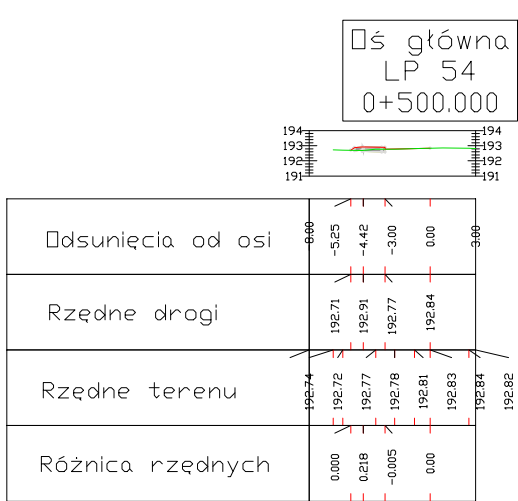 Oś główna
LP 54
0+500.000
194 194
193 193
192 192
191 191
Odsunięcia od osi -5.25 -4.42 -3.00 0.00 3.00
Rzędne drogi 192.71 192.91 192.77 192.84
Rzędne terenu 192.74 192.72 192.77 192.78 192.81 192.83 192.84 192.82
Różnica rzędnych 0.000 0.218 -0.005 0.00